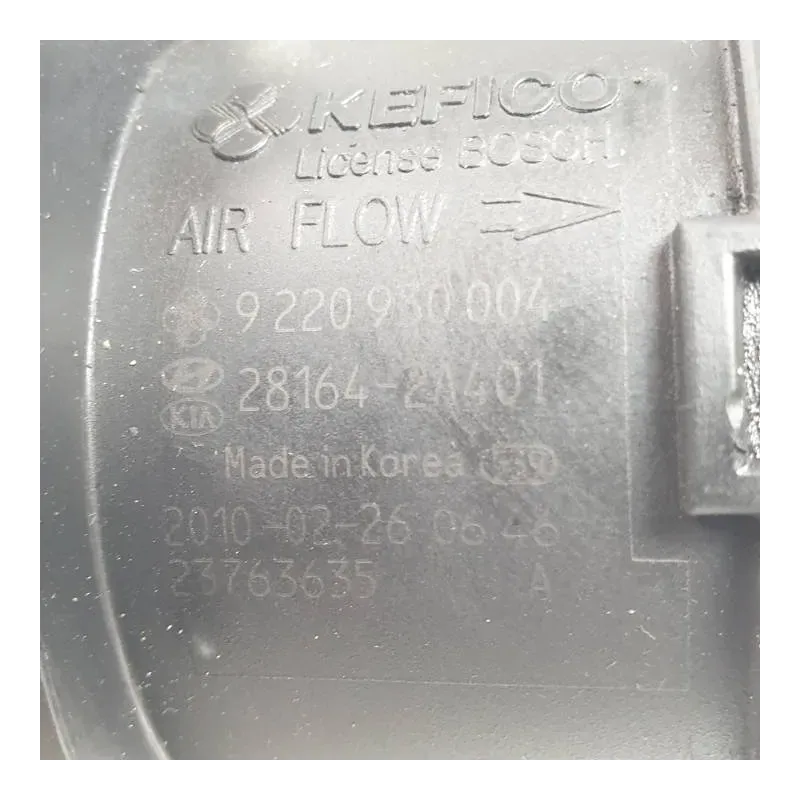 KEFICO
License BOSCH
AIR FLOW
9 220 930 004
28164-2A401
KIA
Made in Korea
2010-02-26 06:46
23763635 A